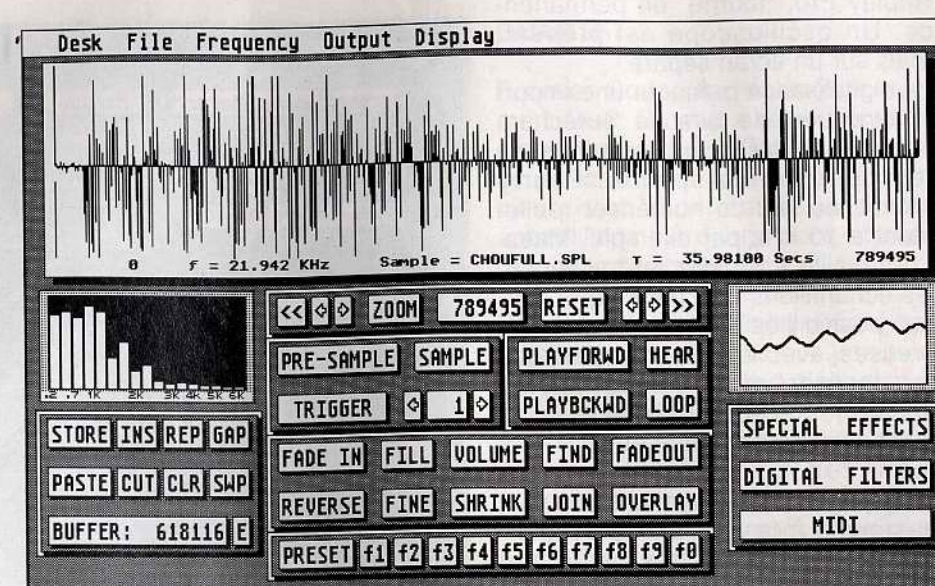 Desk File Frequency Output Display
0 f = 21.942 KHz Sample = CHOUFULL.SPL T = 35.98100 Secs 789495
<< ZOOM 789495 RESET >>
PRE-SAMPLE SAMPLE PLAYFORWD HEAR
.2 .7 1K 2K 3K 4K 5K 6K
TRIGGER 1 PLAYBCKWD LOOP
STORE INS REP GAP
SPECIAL EFFECTS
FADE IN FILL VOLUME FIND FADEOUT
PASTE CUT CLR SWP
DIGITAL FILTERS
REVERSE FINE SHRINK JOIN OVERLAY
BUFFER: 618116 E
MIDI
PRESET f1 f2 f3 f4 f5 f6 f7 f8 f9 f0